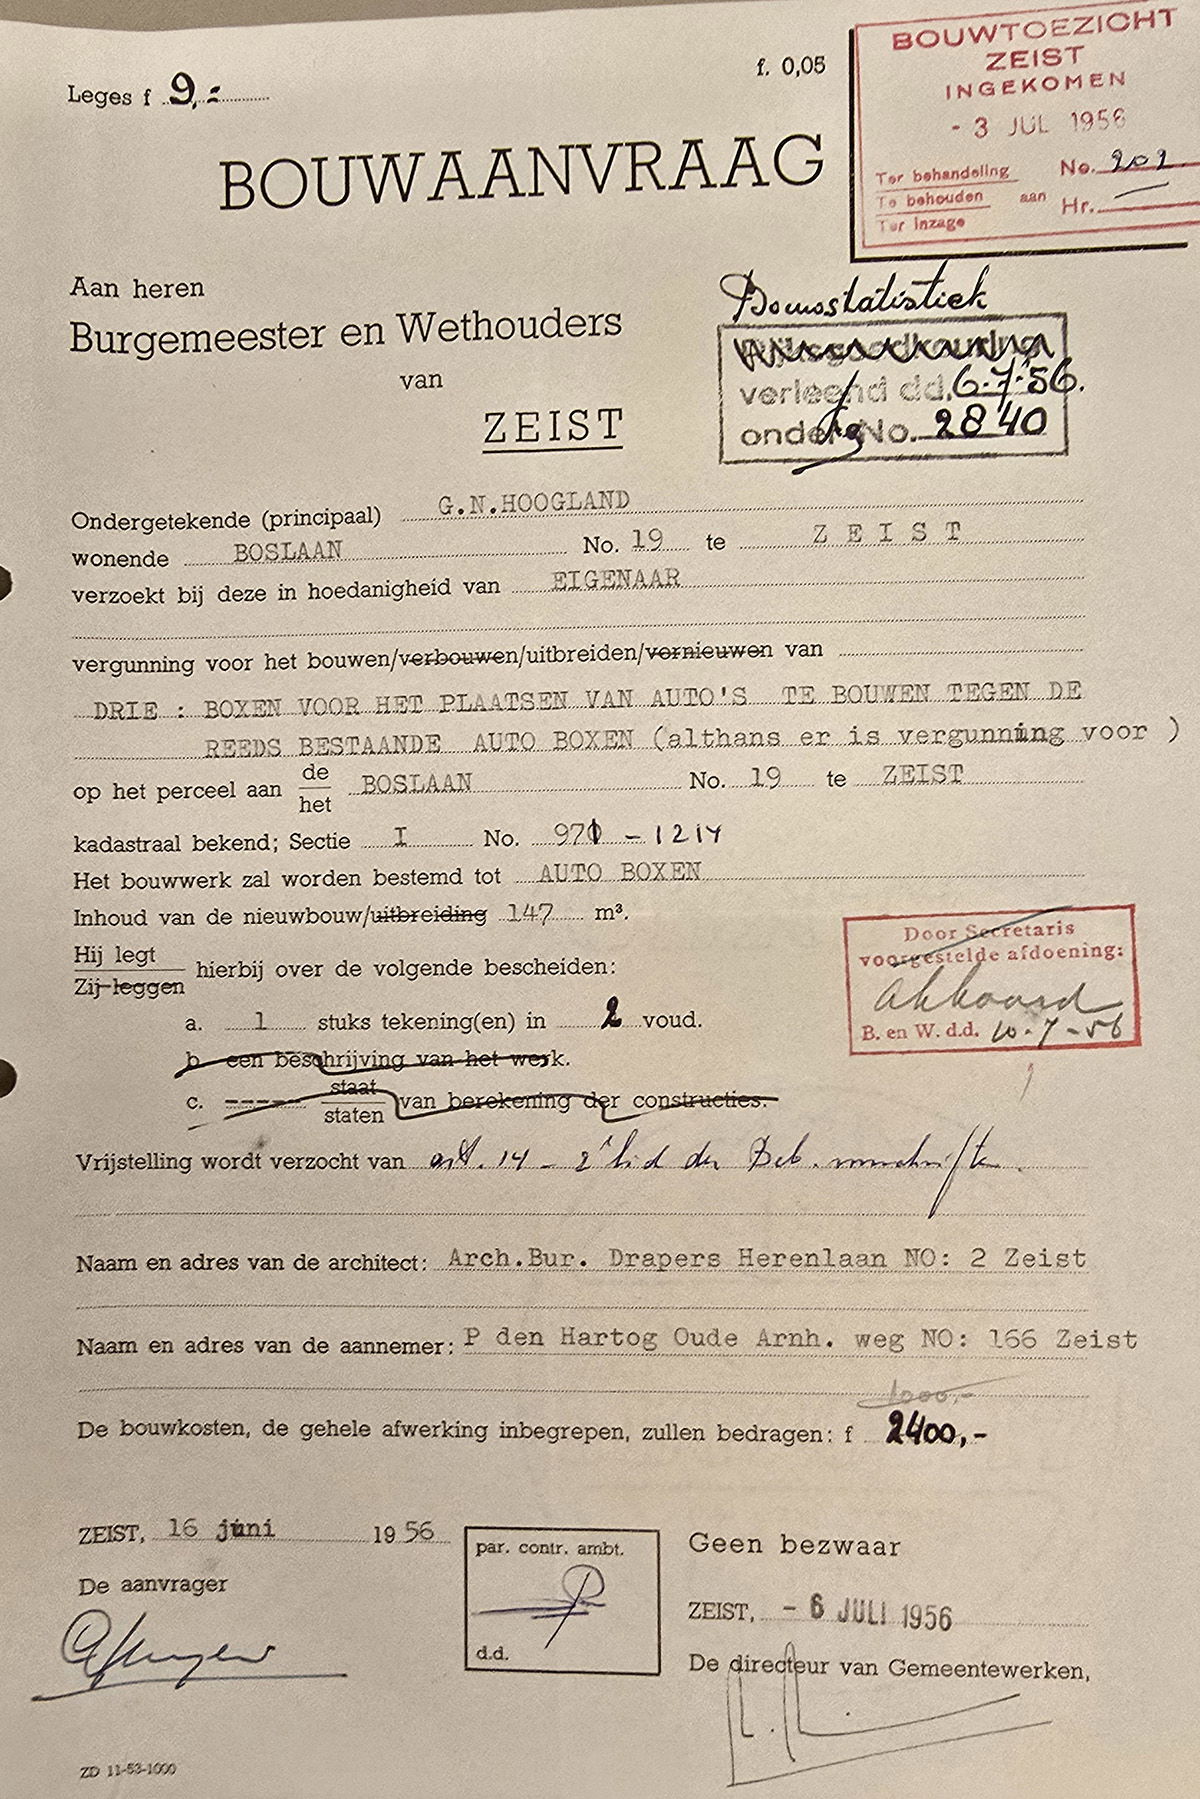 Leges f 9,-
f. 0,05
BOUWTOEZICHT
ZEIST
INGEKOMEN
- 3 JUL 1956
Ter behandeling
Te behouden aan
Ter inzage
No. 202
Hr.
BOUWAANVRAAG
Aan heren
Burgemeester en Wethouders
van
ZEIST
Bouwstatistiek
verleend dd. 6-7-'56.
onder No. 2840
Ondergetekende (principaal) G.N.HOOGLAND
wonende BOSLAAN No. 19 te ZEIST
verzoekt bij deze in hoedanigheid van EIGENAAR
vergunning voor het bouwen/verbouwen/uitbreiden/vernieuwen van
DRIE : BOXEN VOOR HET PLAATSEN VAN AUTO'S TE BOUWEN TEGEN DE
REEDS BESTAANDE AUTO BOXEN (althans er is vergunning voor )
op het perceel aan de/het BOSLAAN No. 19 te ZEIST
kadastraal bekend; Sectie I No. 971 - 1214
Het bouwwerk zal worden bestemd tot AUTO BOXEN
Inhoud van de nieuwbouw/uitbreiding 147 m³.
Hij legt
Zij leggen hierbij over de volgende bescheiden:
a. 1 stuks tekening(en) in 2 voud.
b. een beschrijving van het werk.
c. ----- staat/staten van berekening der constructies.
Door Secretaris
voorgestelde afdoening:
akkoord
B. en W. d.d. 10-7-56
Vrijstelling wordt verzocht van art. 14 - 2e lid der Beb. voorschriften.
Naam en adres van de architect: Arch.Bur. Drapers Herenlaan NO: 2 Zeist
Naam en adres van de aannemer: P den Hartog Oude Arnh. weg NO: 166 Zeist
1000,-
De bouwkosten, de gehele afwerking inbegrepen, zullen bedragen: f 2400,-
ZEIST, 16 juni 1956
De aanvrager
par. contr. ambt.
d.d.
Geen bezwaar
ZEIST, - 6 JULI 1956
De directeur van Gemeentewerken,
ZD 11-53-1000